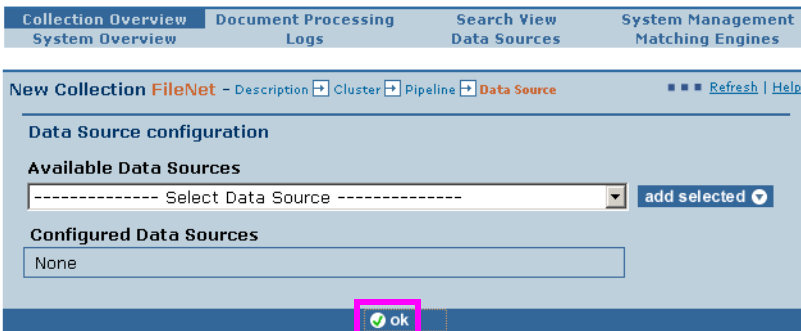 Collection Overview Document Processing Search View System Management
System Overview Logs Data Sources Matching Engines
New Collection FileNet - Description Cluster Pipeline Data Source Refresh | Help
Data Source configuration
Available Data Sources
-------------- Select Data Source -------------- add selected
Configured Data Sources
None
ok